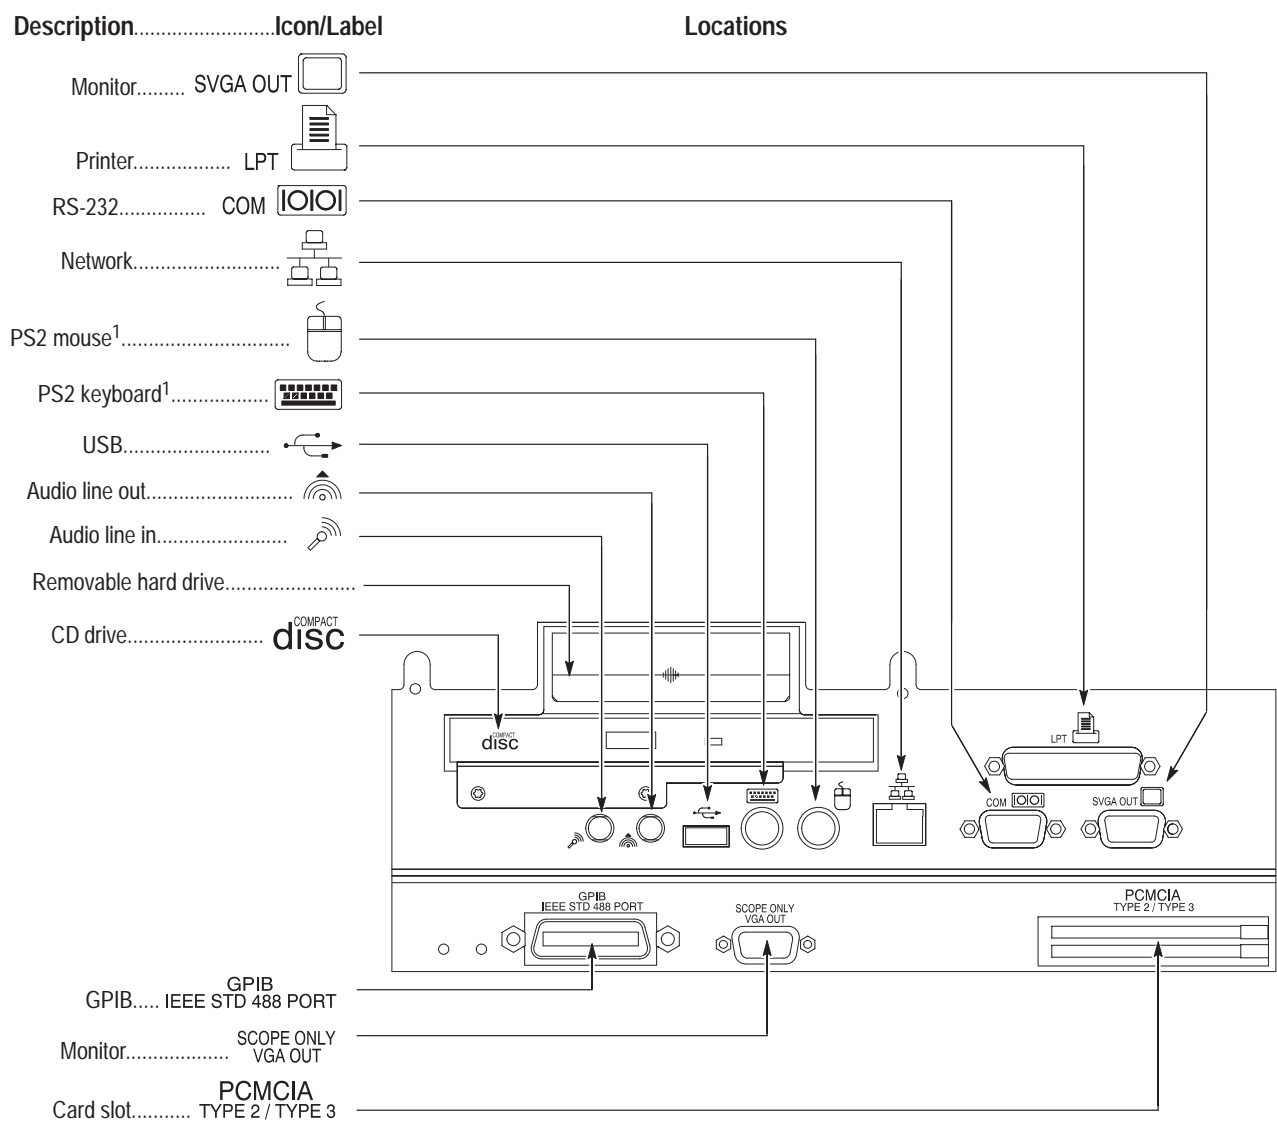 Description..........................Icon/Label
Locations
Monitor......... SVGA OUT
Printer.................. LPT
RS-232................ COM IOIOI
Network...........................
PS2 mouse1...............................
PS2 keyboard1..................
USB...........................
Audio line out...........................
Audio line in........................
Removable hard drive........................
CD drive......................... COMPACT disc
COMPACT
disc
LPT
COM IOIOI
SVGA OUT
GPIB
IEEE STD 488 PORT
SCOPE ONLY
VGA OUT
PCMCIA
TYPE 2 / TYPE 3
GPIB..... GPIB
IEEE STD 488 PORT
Monitor................... SCOPE ONLY
VGA OUT
Card slot........... PCMCIA
TYPE 2 / TYPE 3